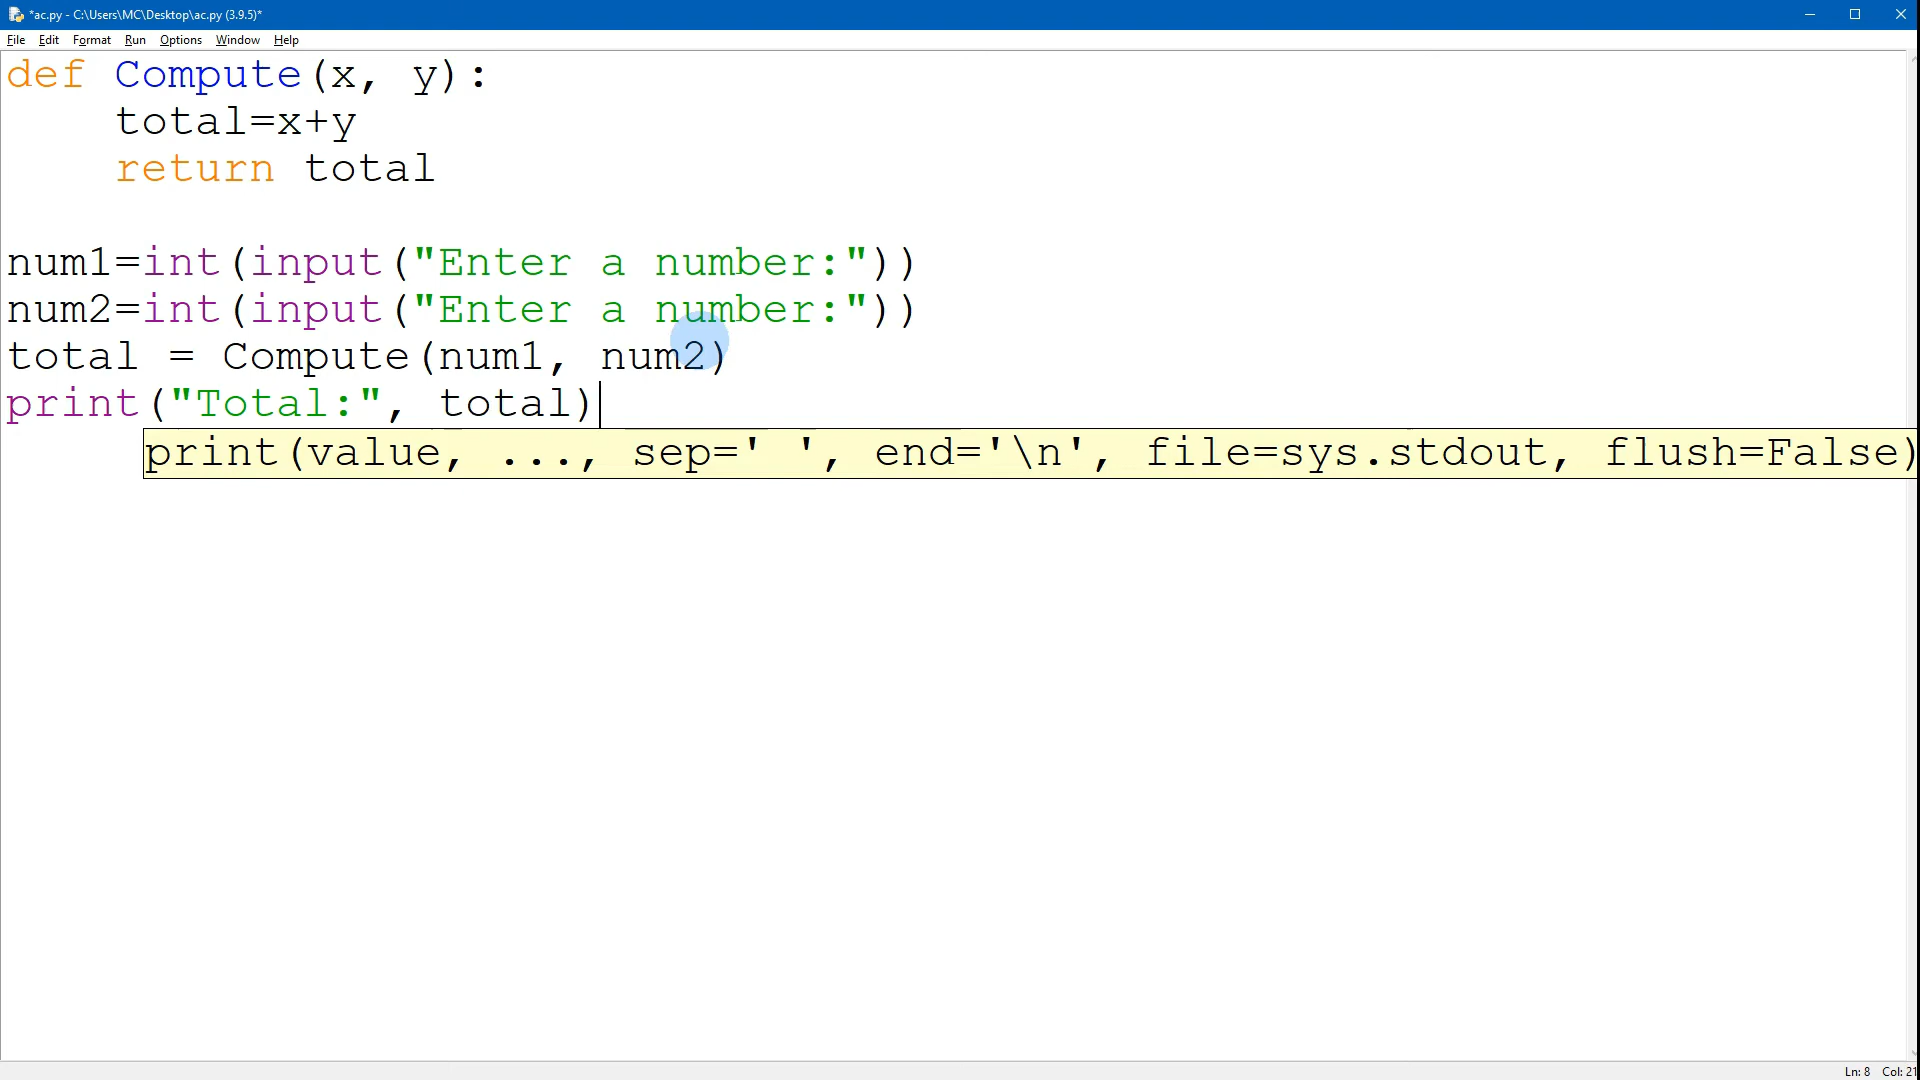 *ac.py - C:\Users\MC\Desktop\ac.py (3.9.5)*
File Edit Format Run Options Window Help
def Compute(x, y):
    total=x+y
    return total

num1=int(input("Enter a number:"))
num2=int(input("Enter a number:"))
total = Compute(num1, num2)
print("Total:", total)
print(value, ..., sep=' ', end='\n', file=sys.stdout, flush=False)
Ln: 8 Col: 21